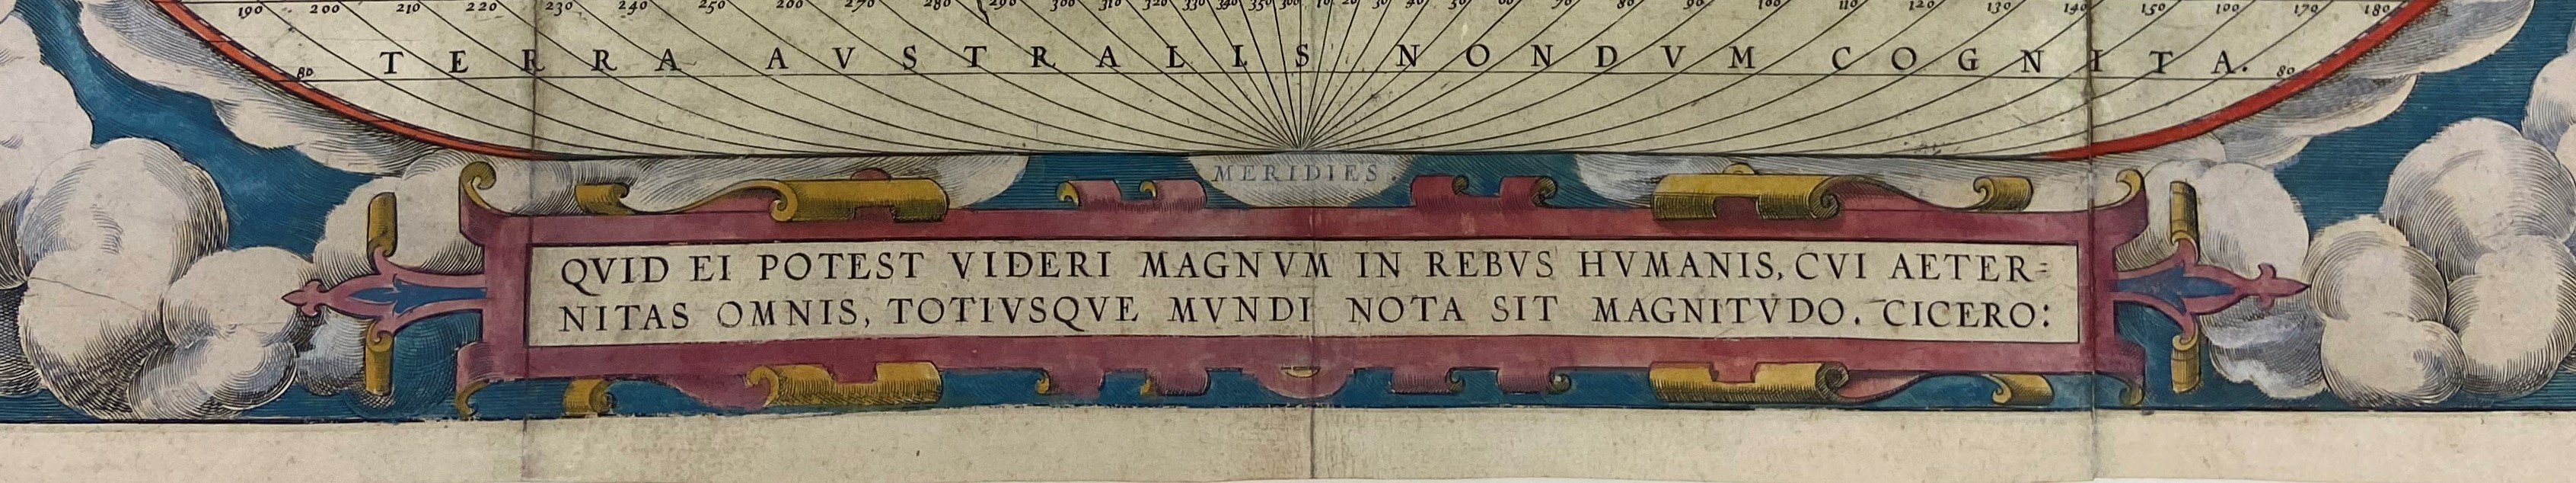 190 200 210 220 230 240 250 260 270 280 290 300 310 320 330 340 350 360 10 20 30 40 50 60 70 80 90 100 110 120 130 140 150 160 170 180
TERRA AVSTRALIS NONDVM COGNITA.
80 80
MERIDIES.
QVID EI POTEST VIDERI MAGNVM IN REBVS HVMANIS, CVI AETER=
NITAS OMNIS, TOTIVSQVE MVNDI NOTA SIT MAGNITVDO. CICERO: